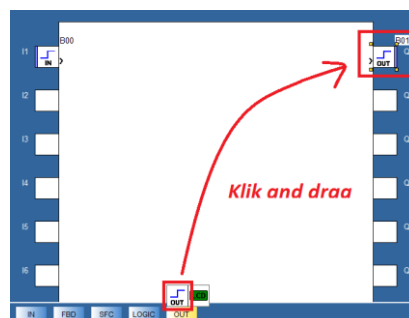 B00
B01
I1
IN
OUT
Q
I2
Q
I3
Q
I4
Q
Klik and draa
I5
Q
I6
Q
OUT
LCD
IN FBD SFC LOGIC OUT